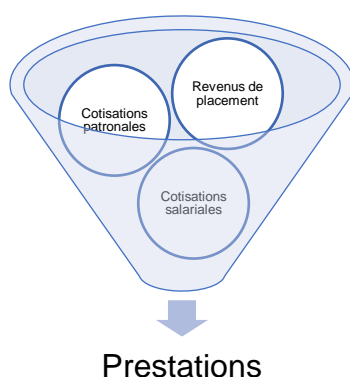 Revenus de
placement
Cotisations
patronales
Cotisations
salariales
Prestations